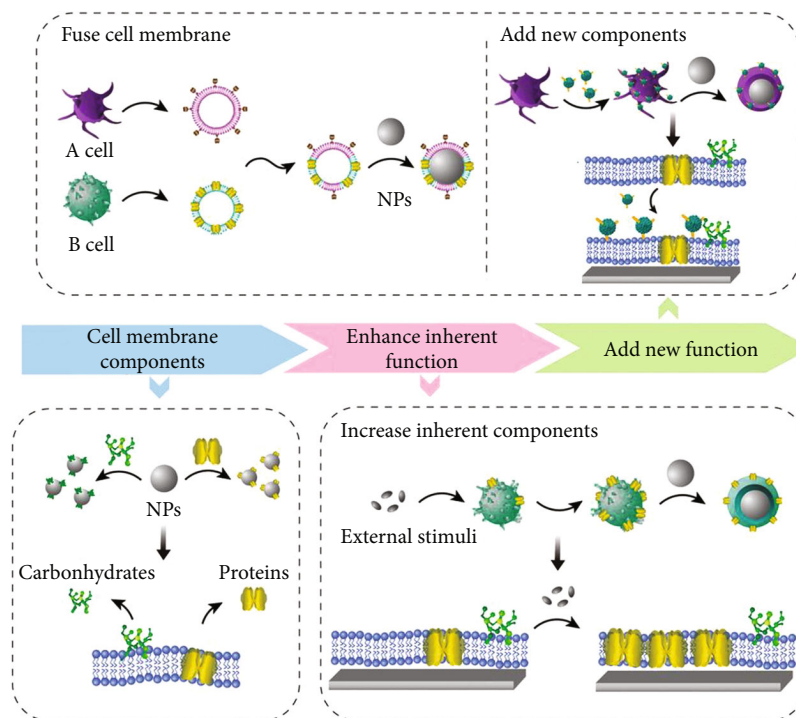 Fuse cell membrane
Add new components
A cell
B cell
NPs
Cell membrane
components
Enhance inherent
function
Add new function
NPs
Carbonhydrates
Proteins
Increase inherent components
External stimuli